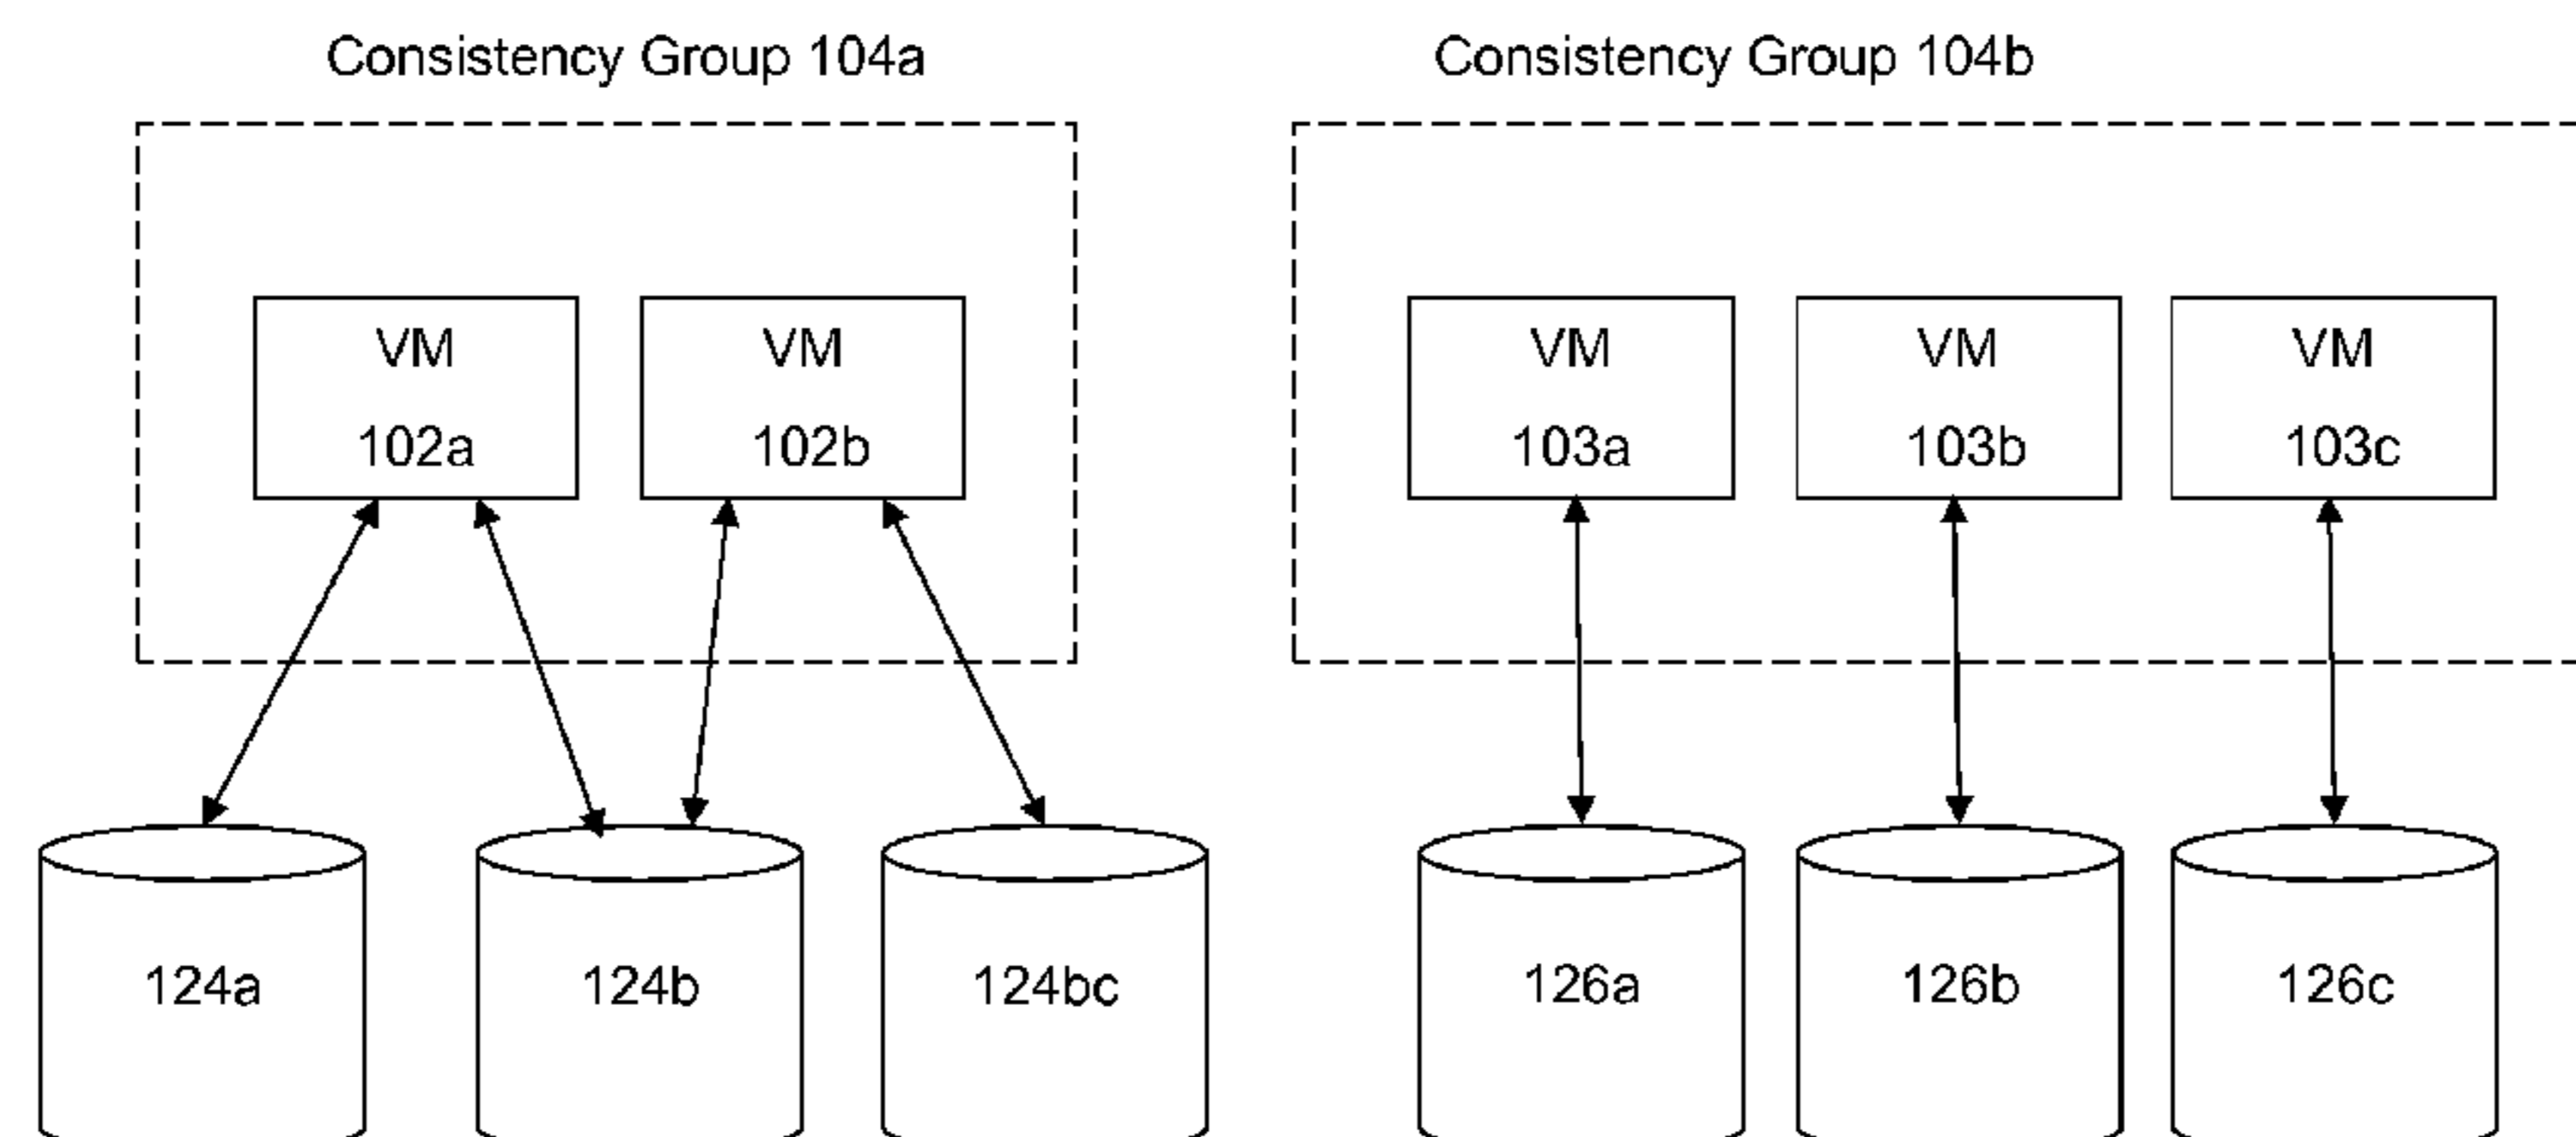 Consistency Group 104a
Consistency Group 104b
VM
102a
VM
102b
VM
103a
VM
103b
VM
103c
124a
124b
124bc
126a
126b
126c